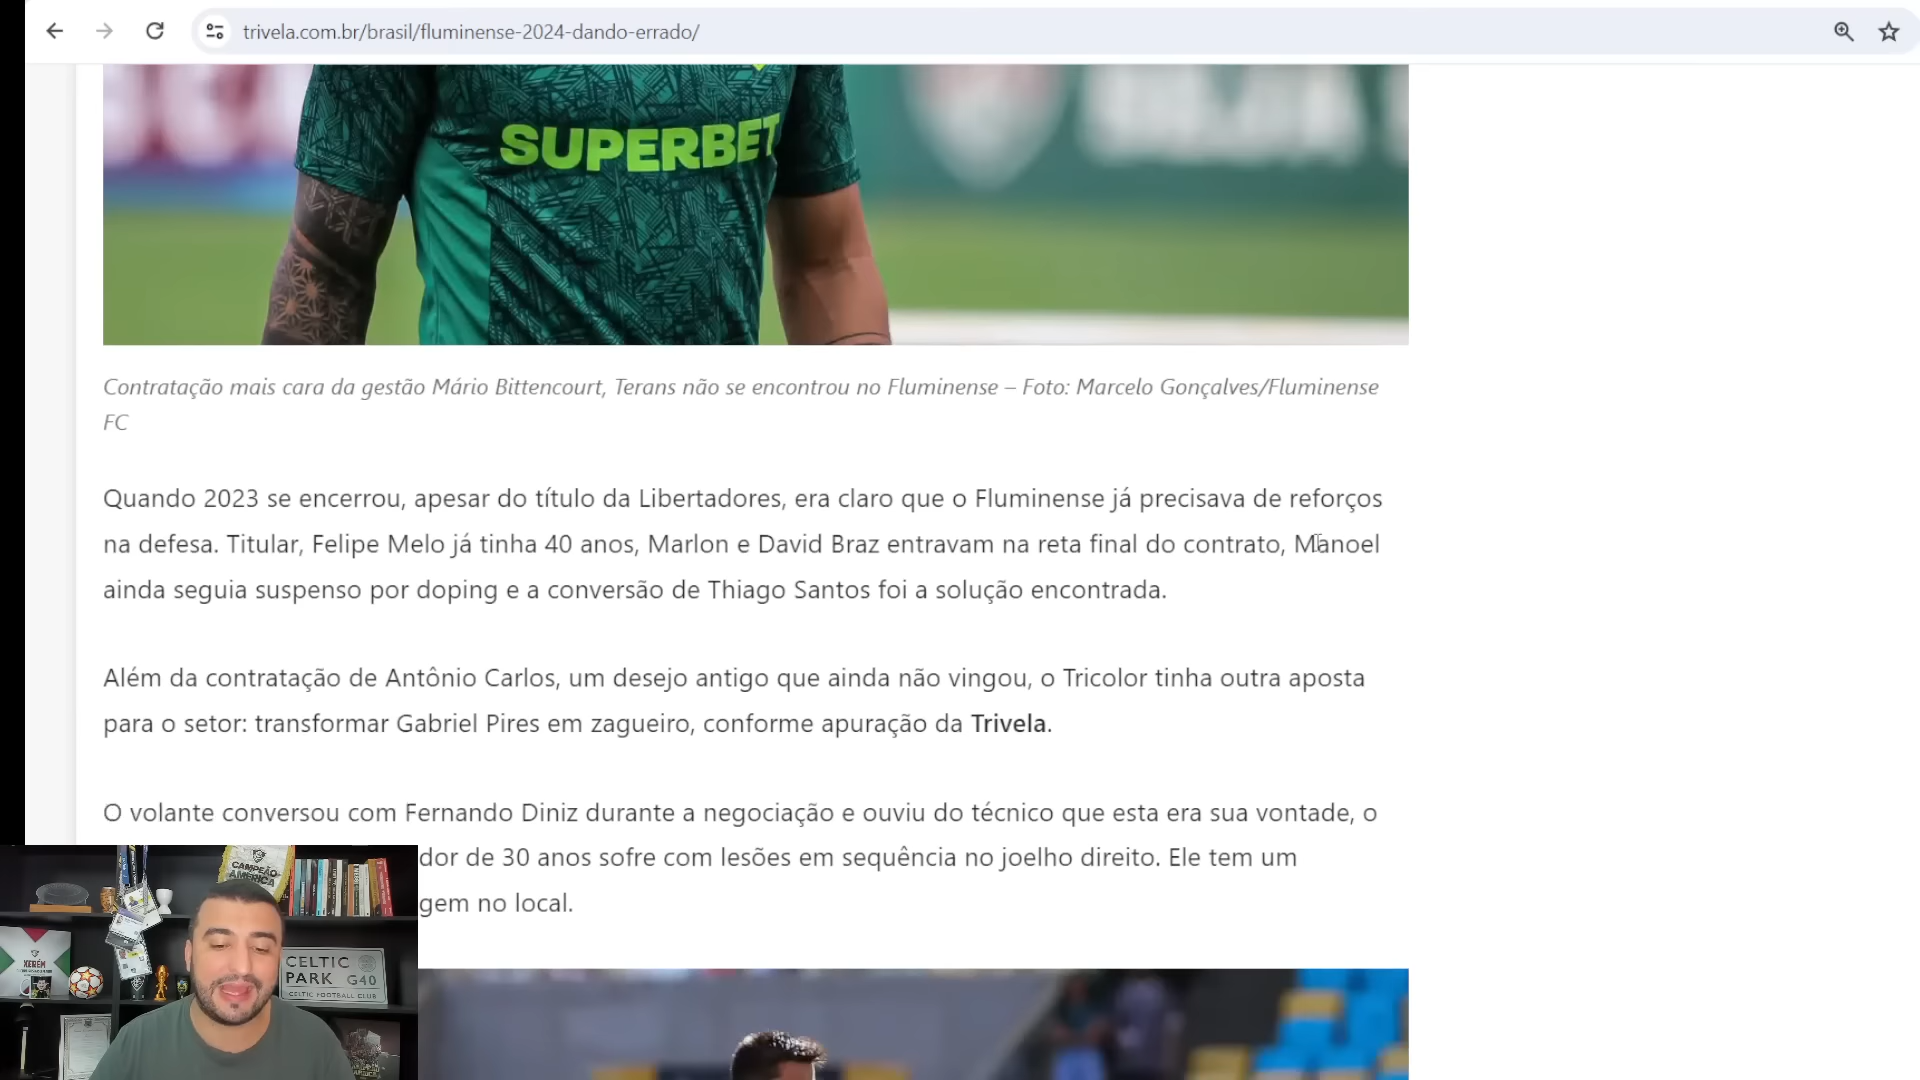 trivela.com.br/brasil/fluminense-2024-dando-errado/
SUPERBET
Contratação mais cara da gestão Mário Bittencourt, Terans não se encontrou no Fluminense – Foto: Marcelo Gonçalves/Fluminense
FC
Quando 2023 se encerrou, apesar do título da Libertadores, era claro que o Fluminense já precisava de reforços
na defesa. Titular, Felipe Melo já tinha 40 anos, Marlon e David Braz entravam na reta final do contrato, Manoel
ainda seguia suspenso por doping e a conversão de Thiago Santos foi a solução encontrada.
Além da contratação de Antônio Carlos, um desejo antigo que ainda não vingou, o Tricolor tinha outra aposta
para o setor: transformar Gabriel Pires em zagueiro, conforme apuração da Trivela.
O volante conversou com Fernando Diniz durante a negociação e ouviu do técnico que esta era sua vontade, o
dor de 30 anos sofre com lesões em sequência no joelho direito. Ele tem um
gem no local.
CAMPEÃO
AMÉRICA
XERÉM
CELTIC
PARK G40
CELTIC FOOTBALL CLUB